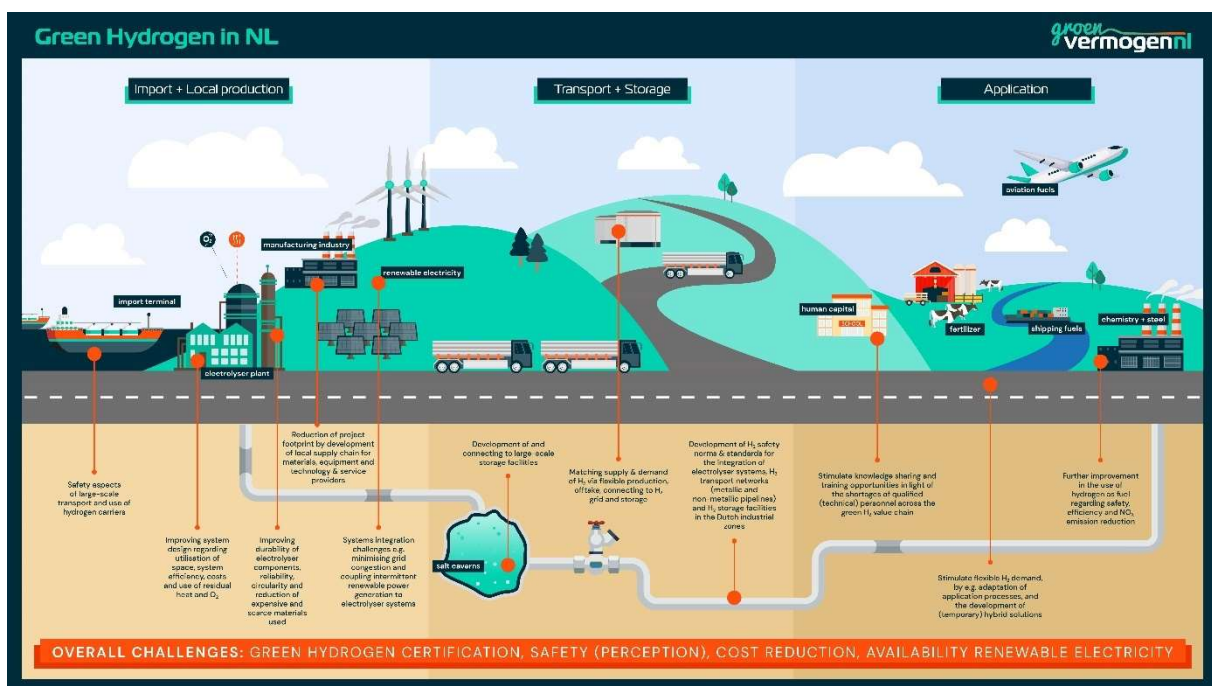 Green Hydrogen in NL
groen
vermogennl
Import + Local production
Transport + Storage
Application
aviation fuels
O₂
manufacturing industry
renewable electricity
import terminal
electrolyser plant
human capital
SCHOOL
fertilizer
shipping fuels
chemistry + steel
Safety aspects
of large-scale
transport and use of
hydrogen carriers
Improving system
design regarding
utilisation of
space, system
efficiency, costs
and use of residual
heat and O₂
Improving
durability of
electrolyser
components,
reliability,
circularity and
reduction of
expensive and
scarce materials
used
Reduction of project
footprint by development
of local supply chain for
materials, equipment and
technology & service
providers
Systems integration
challenges e.g.
minimising grid
congestion and
coupling intermittent
renewable power
generation to
electrolyser systems
Development of and
connecting to large-scale
storage facilities
salt caverns
Matching supply & demand
of H₂ via flexible production,
offtake, connecting to H₂
grid and storage
Development of H₂ safety
norms & standards for
the integration of
electrolyser systems, H₂
transport networks
(metallic and
non-metallic pipelines)
and H₂ storage facilities
in the Dutch industrial
zones
Stimulate knowledge sharing and
training opportunities in light of
the shortages of qualified
(technical) personnel across the
green H₂ value chain
Stimulate flexible H₂ demand,
by e.g. adaptation of
application processes, and
the development of
(temporary) hybrid solutions
Further improvement
in the use of
hydrogen as fuel
regarding safety,
efficiency and NOₓ
emission reduction
OVERALL CHALLENGES: GREEN HYDROGEN CERTIFICATION, SAFETY (PERCEPTION), COST REDUCTION, AVAILABILITY RENEWABLE ELECTRICITY